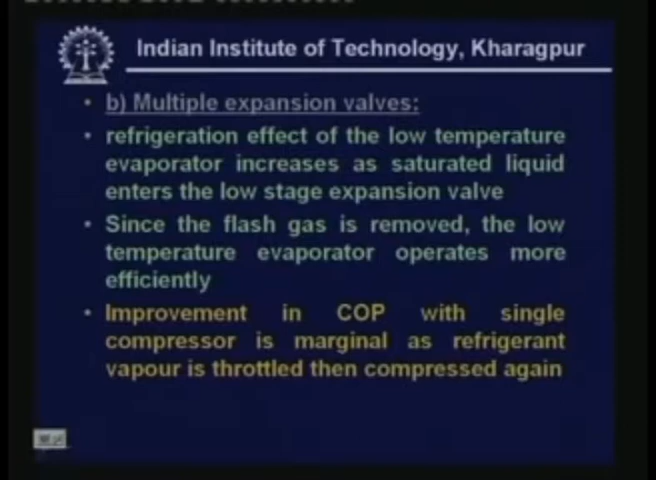 Indian Institute of Technology, Kharagpur
• b) Multiple expansion valves:
• refrigeration effect of the low temperature
evaporator increases as saturated liquid
enters the low stage expansion valve
• Since the flash gas is removed, the low
temperature evaporator operates more
efficiently
• Improvement in COP with single
compressor is marginal as refrigerant
vapour is throttled then compressed again